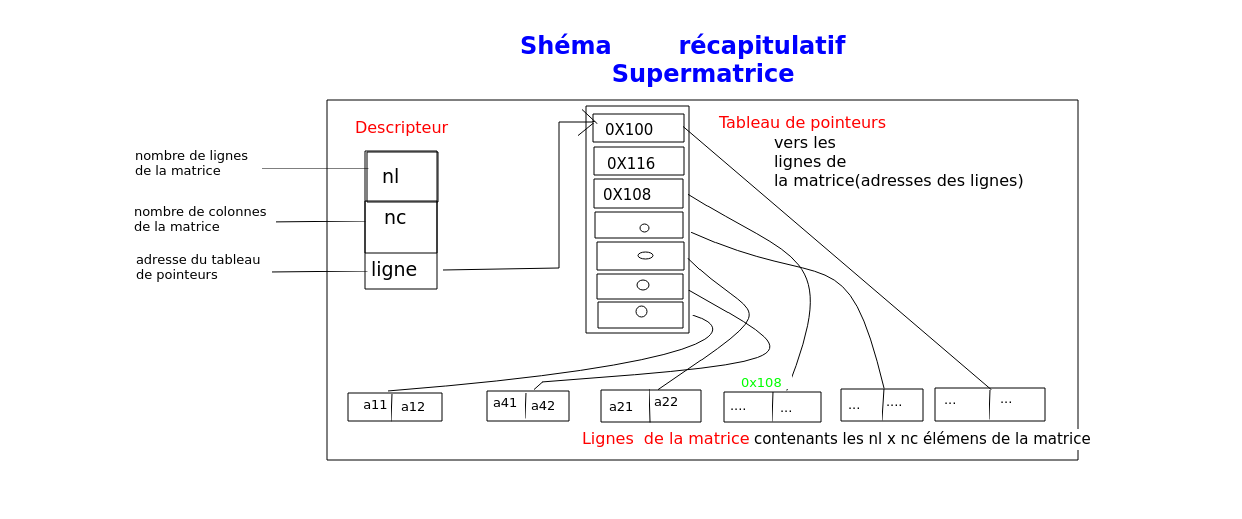 Shéma récapitulatif
Supermatrice
Descripteur
nombre de lignes
de la matrice
nl
nombre de colonnes
de la matrice
nc
adresse du tableau
de pointeurs
ligne
0X100
0X116
0X108
Tableau de pointeurs
vers les
lignes de
la matrice(adresses des lignes)
0x108
a11 a12
a41 a42
a21 a22
.... ...
... ....
... ...
Lignes de la matrice contenants les nl x nc élémens de la matrice